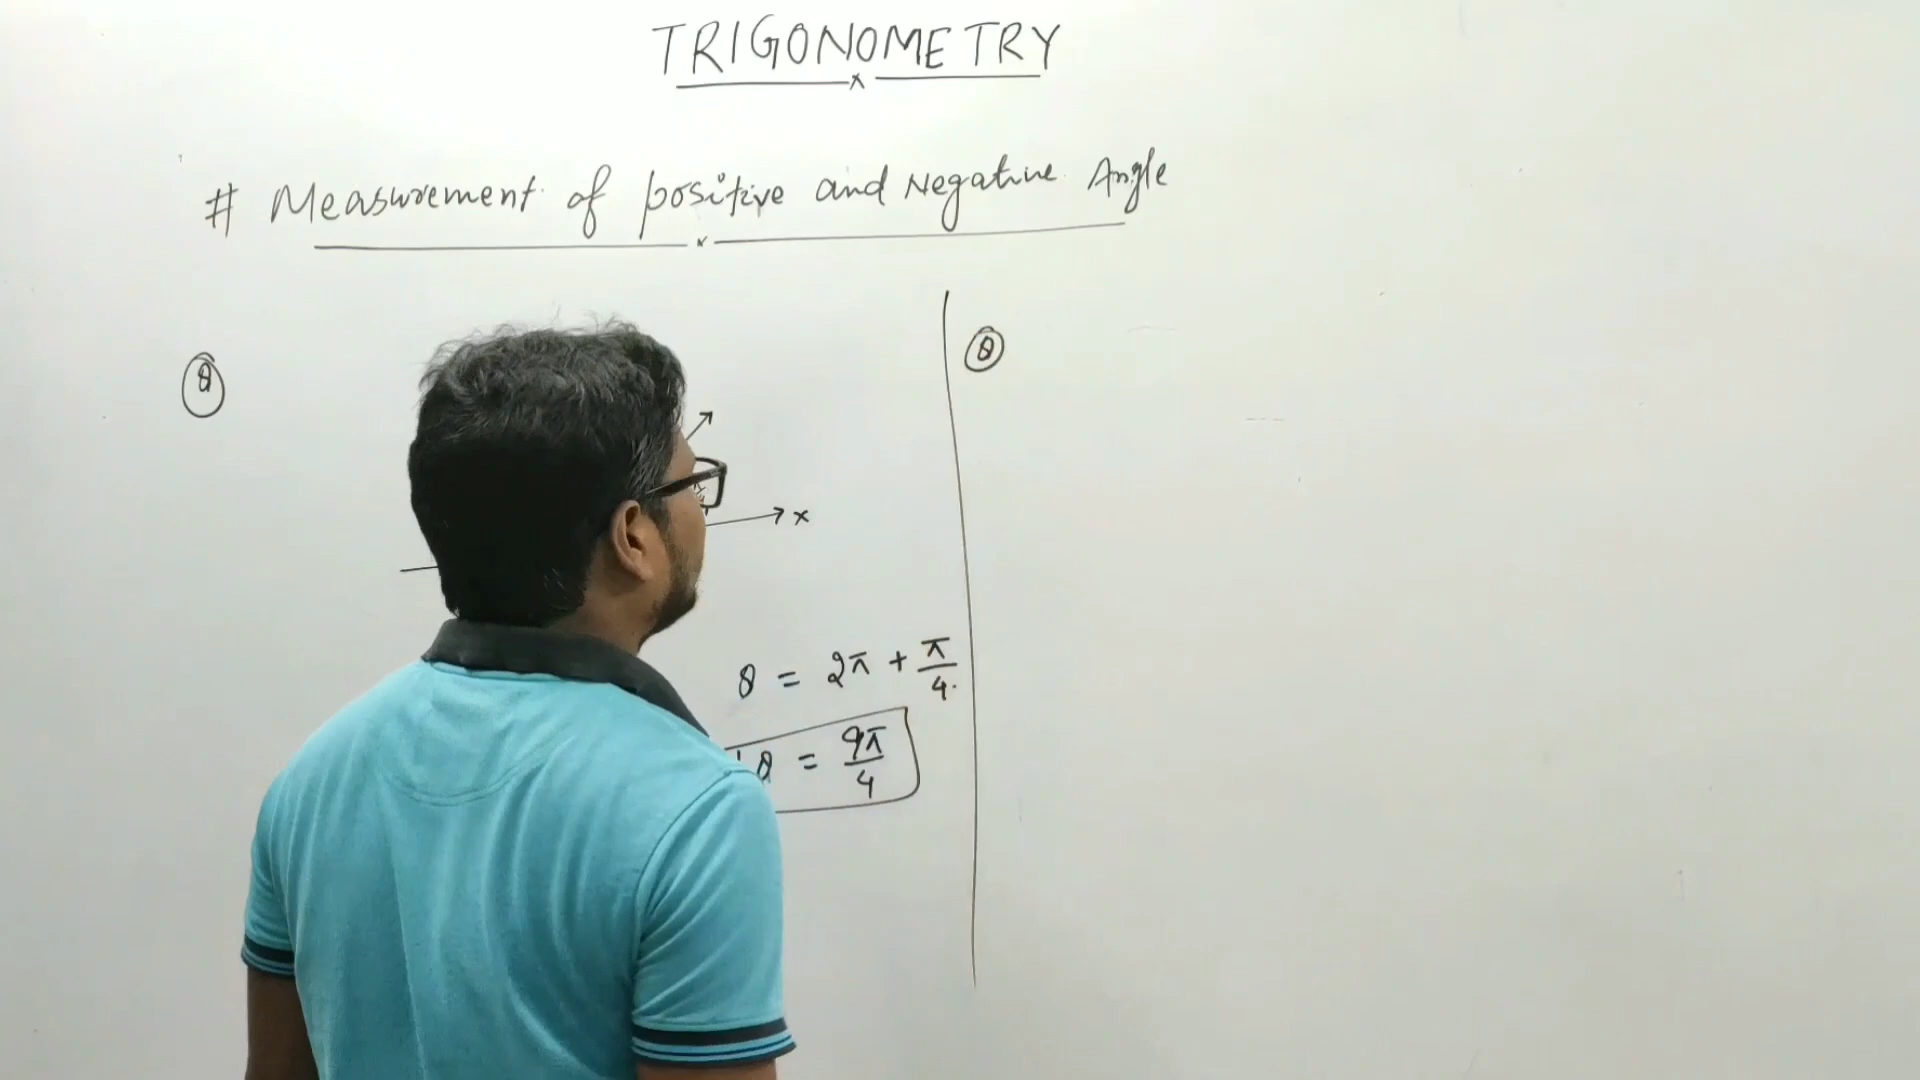 TRIGONOMETRY
# Measurement of positive and Negative Angle
Q
x
θ = 2π + π/4.
θ = 9π/4
Q